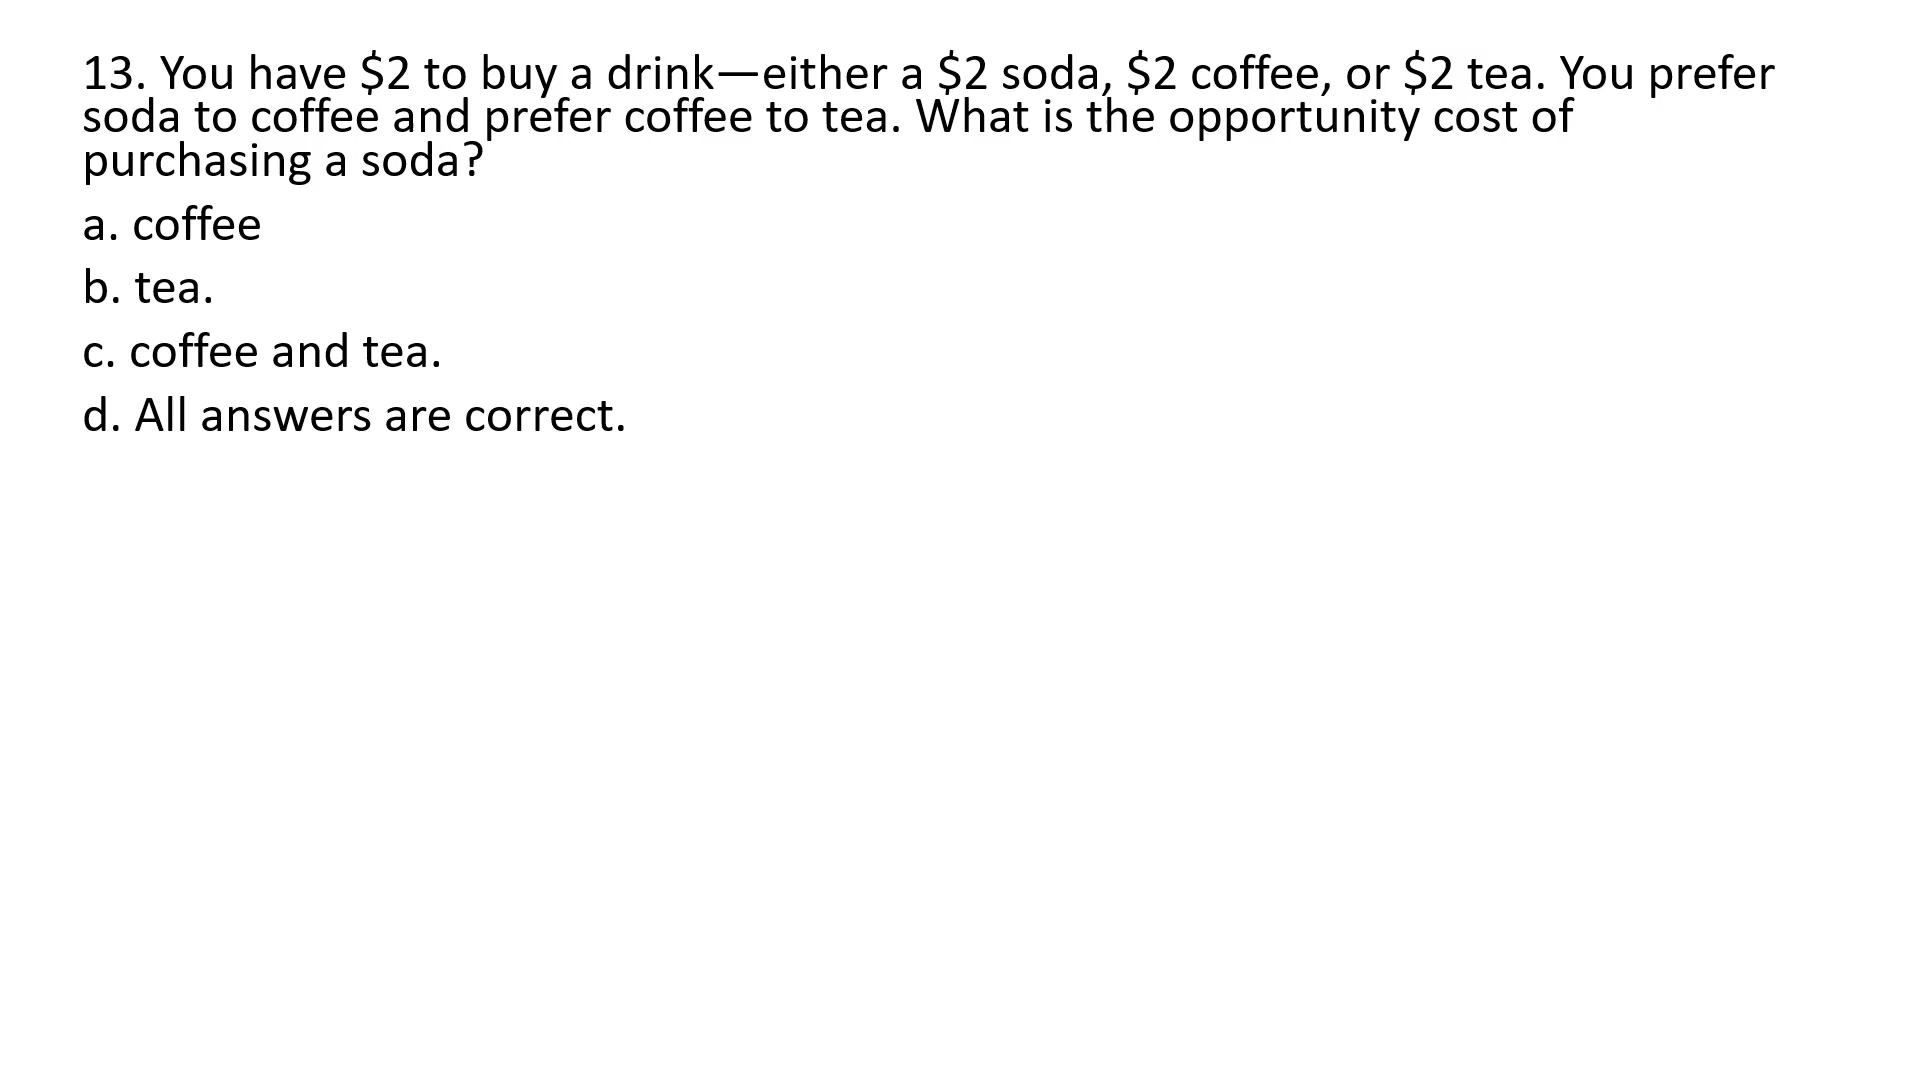 13. You have $2 to buy a drink—either a $2 soda, $2 coffee, or $2 tea. You prefer
soda to coffee and prefer coffee to tea. What is the opportunity cost of
purchasing a soda?
a. coffee
b. tea.
c. coffee and tea.
d. All answers are correct.